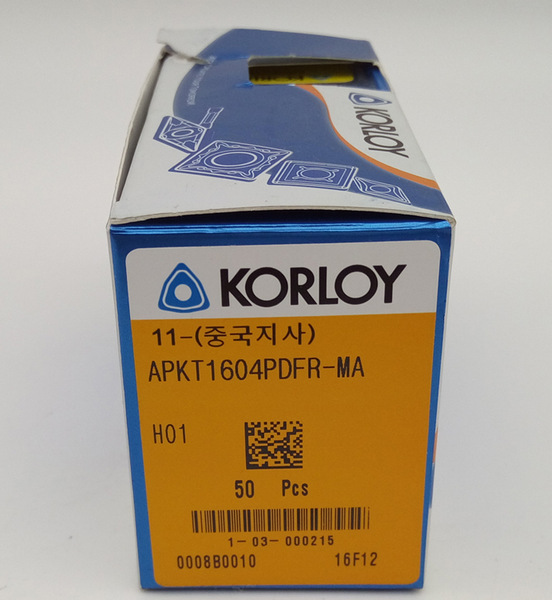 KORLOY
KORLOY
11-(중국지사)
APKT1604PDFR-MA
H01
50 Pcs
1-03-000215
0008B0010 16F12